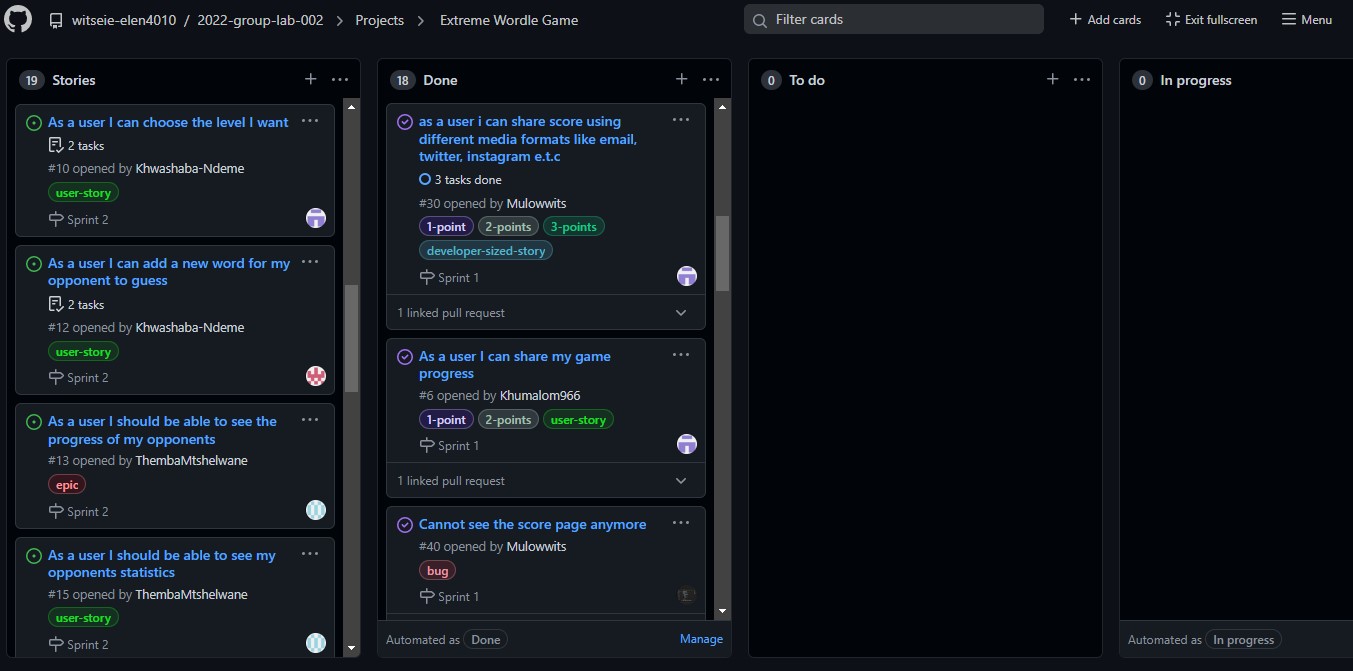 witseie-elen4010 / 2022-group-lab-002 > Projects > Extreme Wordle Game
Filter cards
Add cards
Exit fullscreen
Menu
19 Stories
As a user I can choose the level I want
2 tasks
#10 opened by Khwashaba-Ndeme
user-story
Sprint 2
As a user I can add a new word for my
opponent to guess
2 tasks
#12 opened by Khwashaba-Ndeme
user-story
Sprint 2
As a user I should be able to see the
progress of my opponents
#13 opened by ThembaMtshelwane
epic
Sprint 2
As a user I should be able to see my
opponents statistics
#15 opened by ThembaMtshelwane
user-story
Sprint 2
18 Done
as a user i can share score using
different media formats like email,
twitter, instagram e.t.c
3 tasks done
#30 opened by Mulowwits
1-point 2-points 3-points
developer-sized-story
Sprint 1
1 linked pull request
As a user I can share my game
progress
#6 opened by Khumalom966
1-point 2-points user-story
Sprint 1
1 linked pull request
Cannot see the score page anymore
#40 opened by Mulowwits
bug
Sprint 1
Automated as Done
Manage
0 To do
0 In progress
Automated as In progress